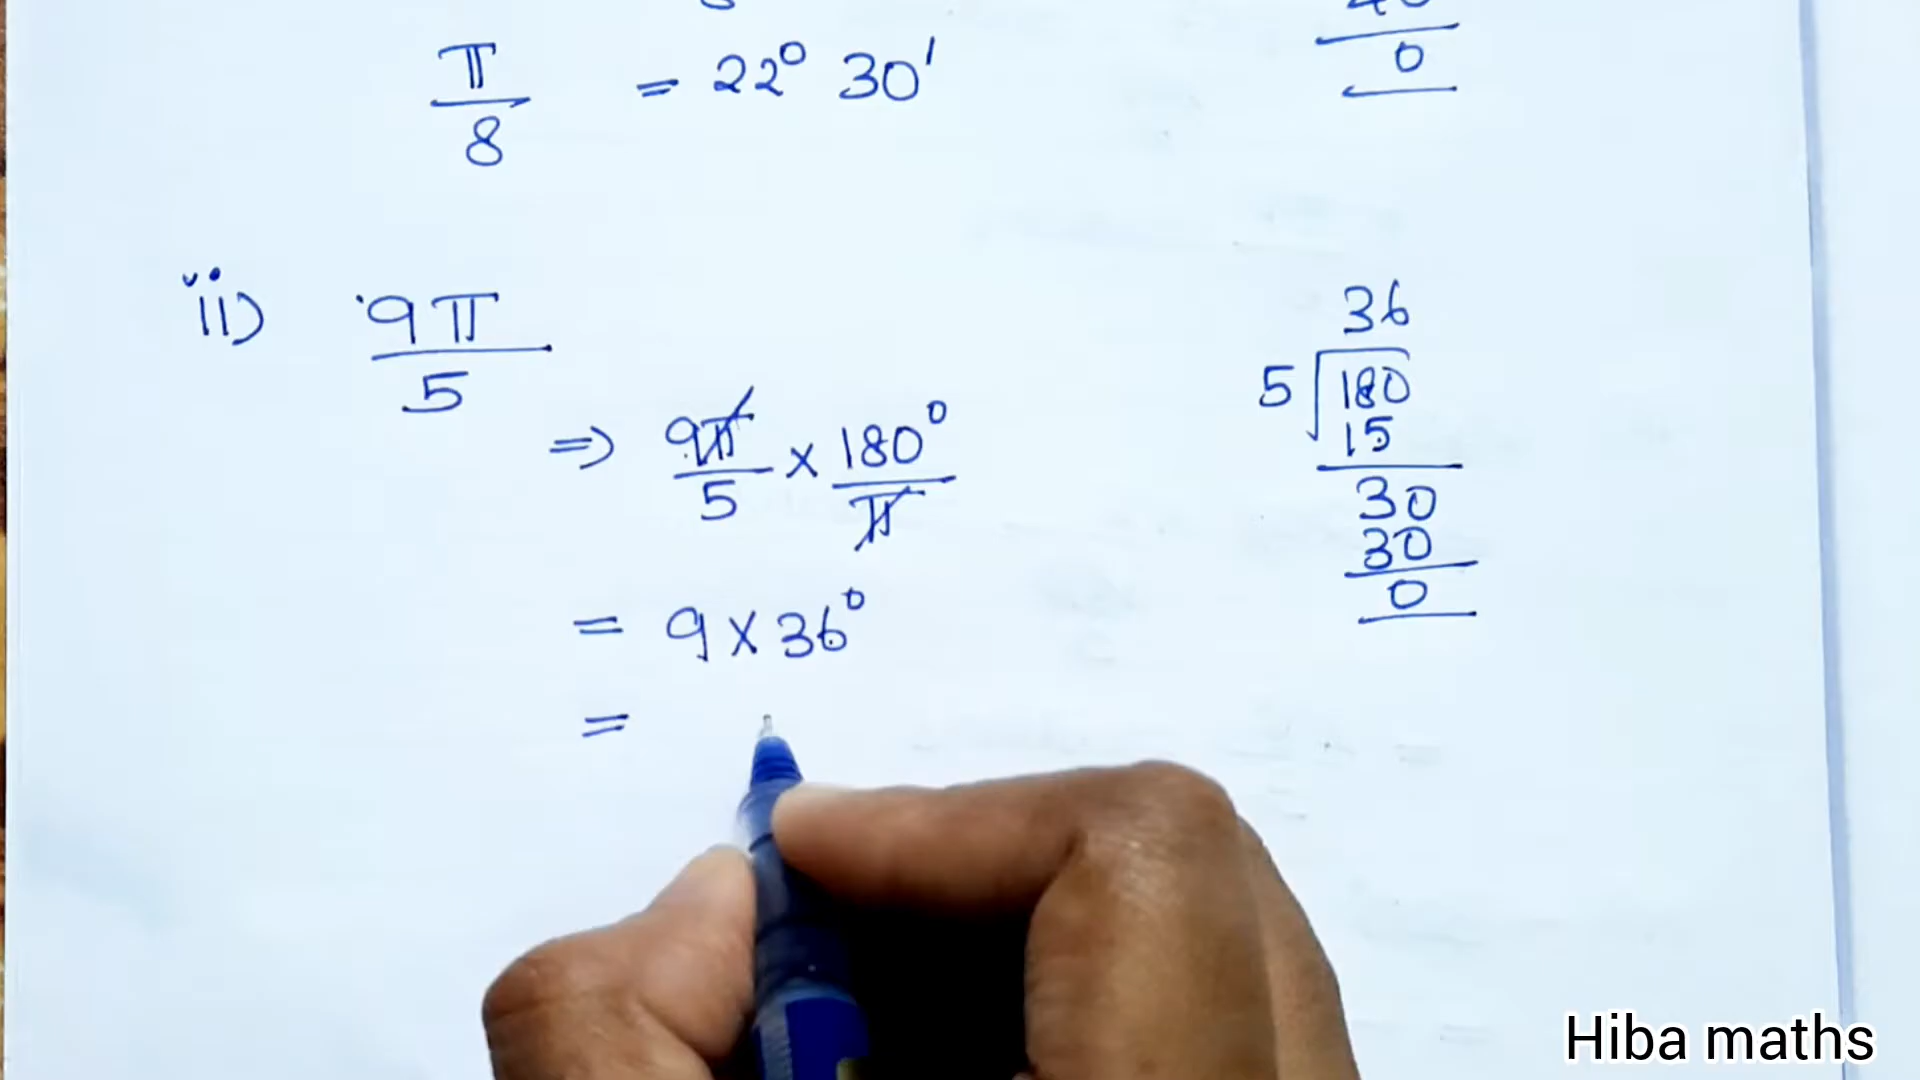 π/8 = 22° 30'
0
ii) 9π/5
⇒ 9π/5 × 180°/π
= 9 × 36°
=
36
5 √180
15
30
30
0
Hiba maths